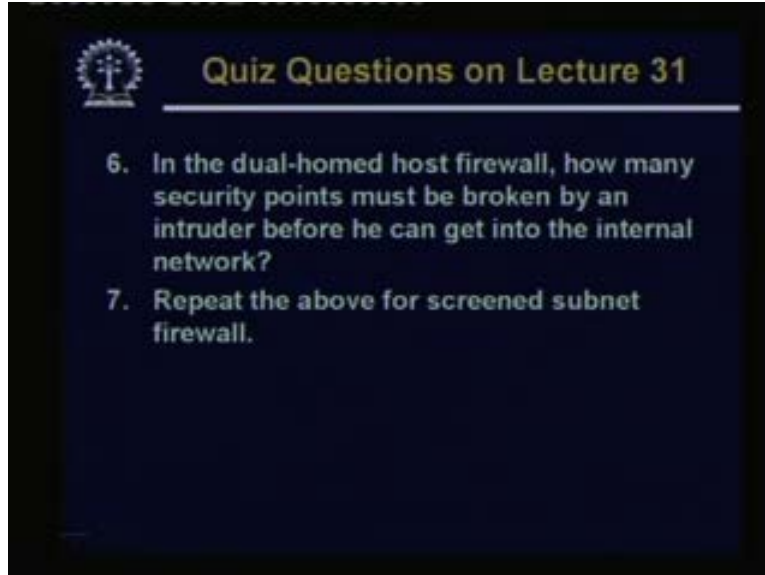 Quiz Questions on Lecture 31
6. In the dual-homed host firewall, how many
security points must be broken by an
intruder before he can get into the internal
network?
7. Repeat the above for screened subnet
firewall.